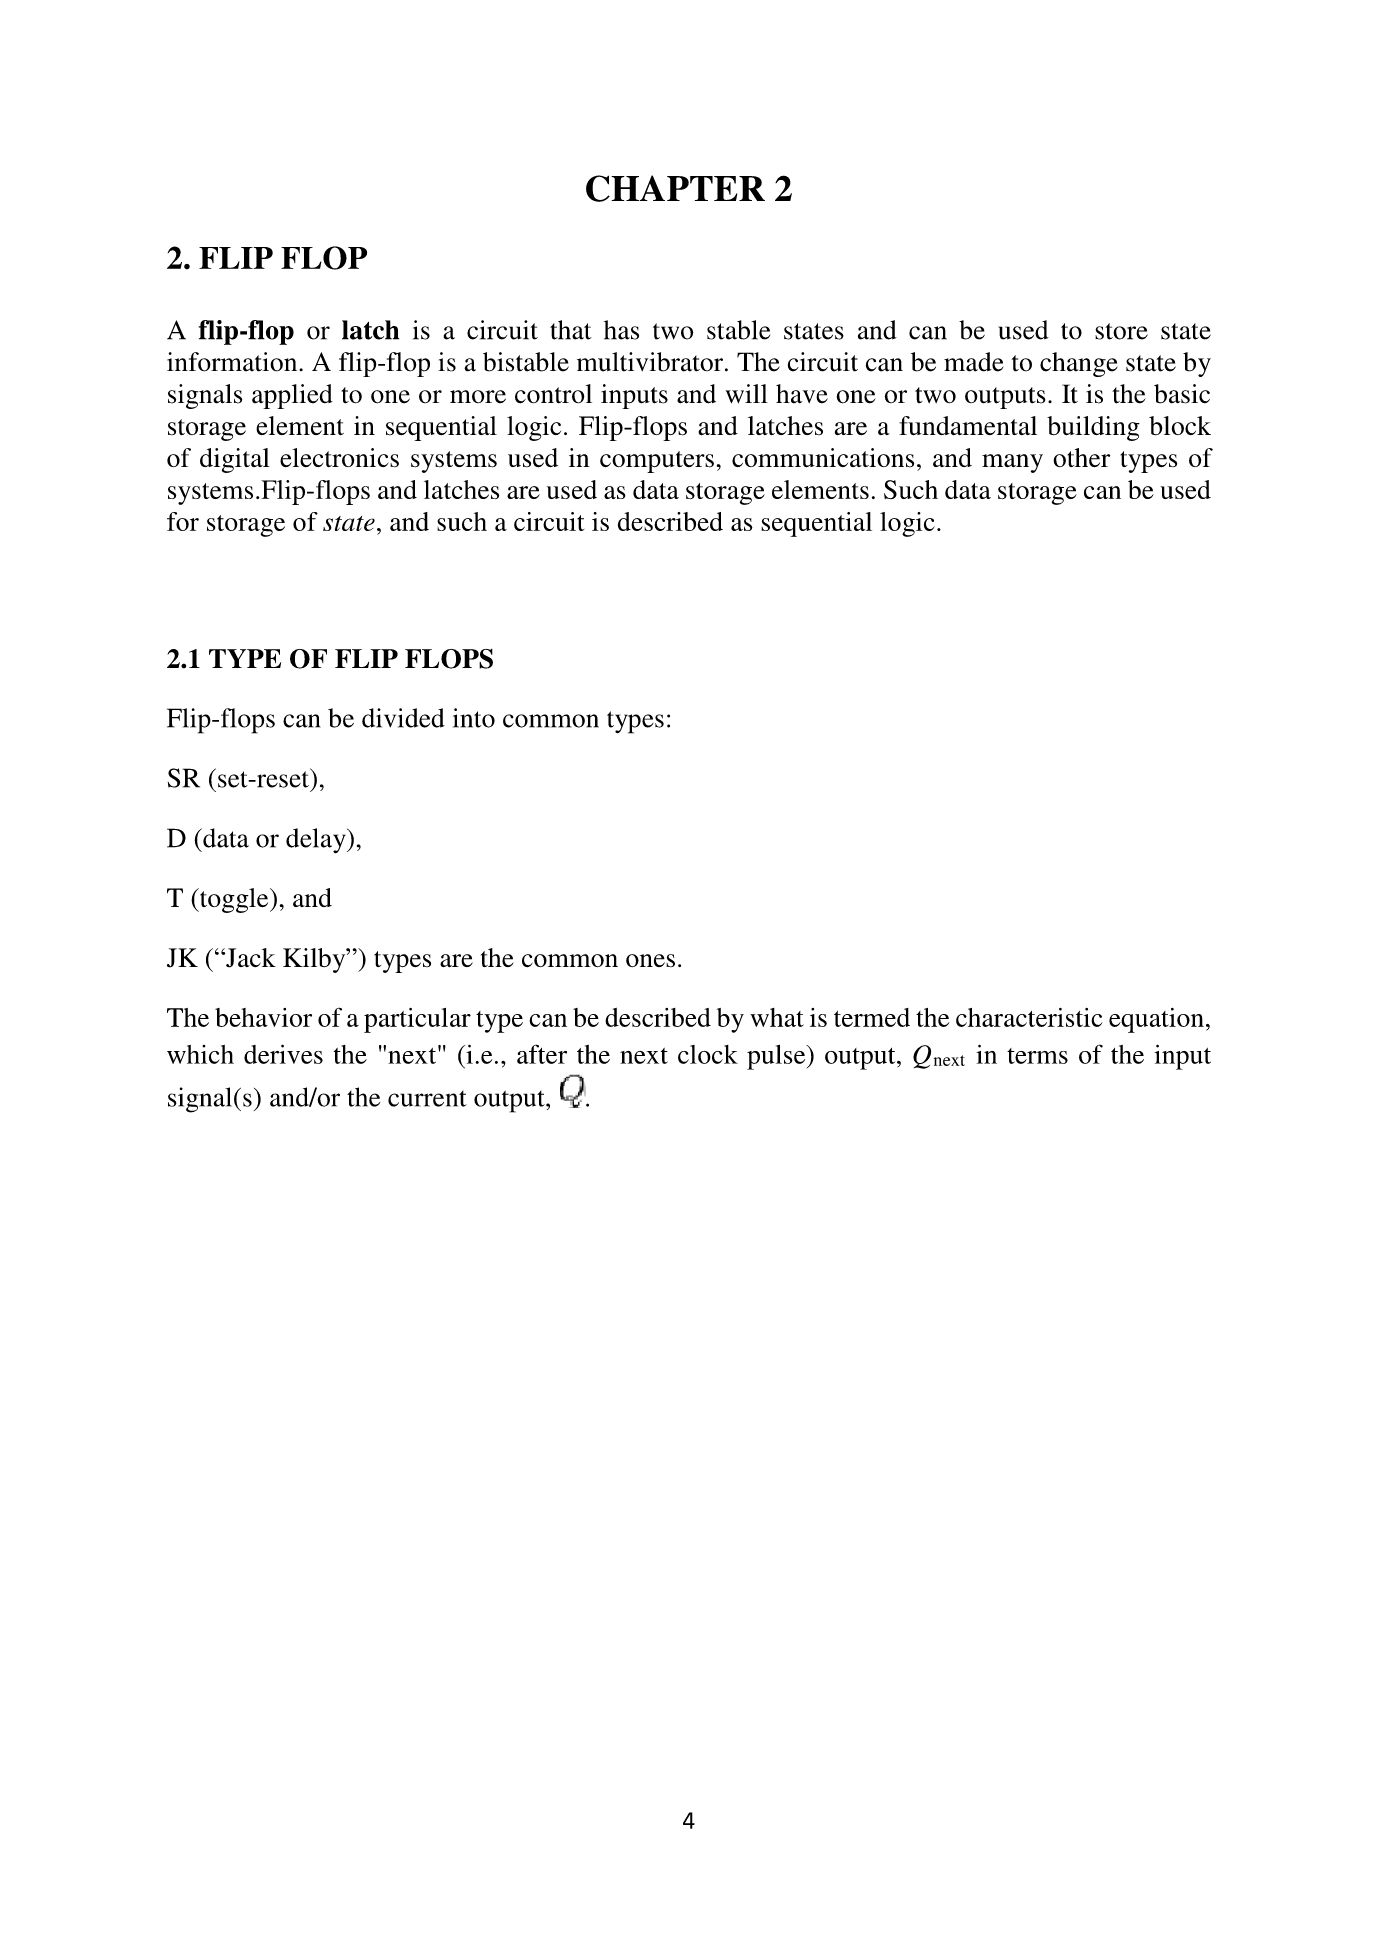 CHAPTER 2
2. FLIP FLOP
A flip-flop or latch is a circuit that has two stable states and can be used to store state
information. A flip-flop is a bistable multivibrator. The circuit can be made to change state by
signals applied to one or more control inputs and will have one or two outputs. It is the basic
storage element in sequential logic. Flip-flops and latches are a fundamental building block
of digital electronics systems used in computers, communications, and many other types of
systems.Flip-flops and latches are used as data storage elements. Such data storage can be used
for storage of state, and such a circuit is described as sequential logic.
2.1 TYPE OF FLIP FLOPS
Flip-flops can be divided into common types:
SR (set-reset),
D (data or delay),
T (toggle), and
JK (“Jack Kilby”) types are the common ones.
The behavior of a particular type can be described by what is termed the characteristic equation,
which derives the "next" (i.e., after the next clock pulse) output, Qnext in terms of the input
signal(s) and/or the current output, Q.
4